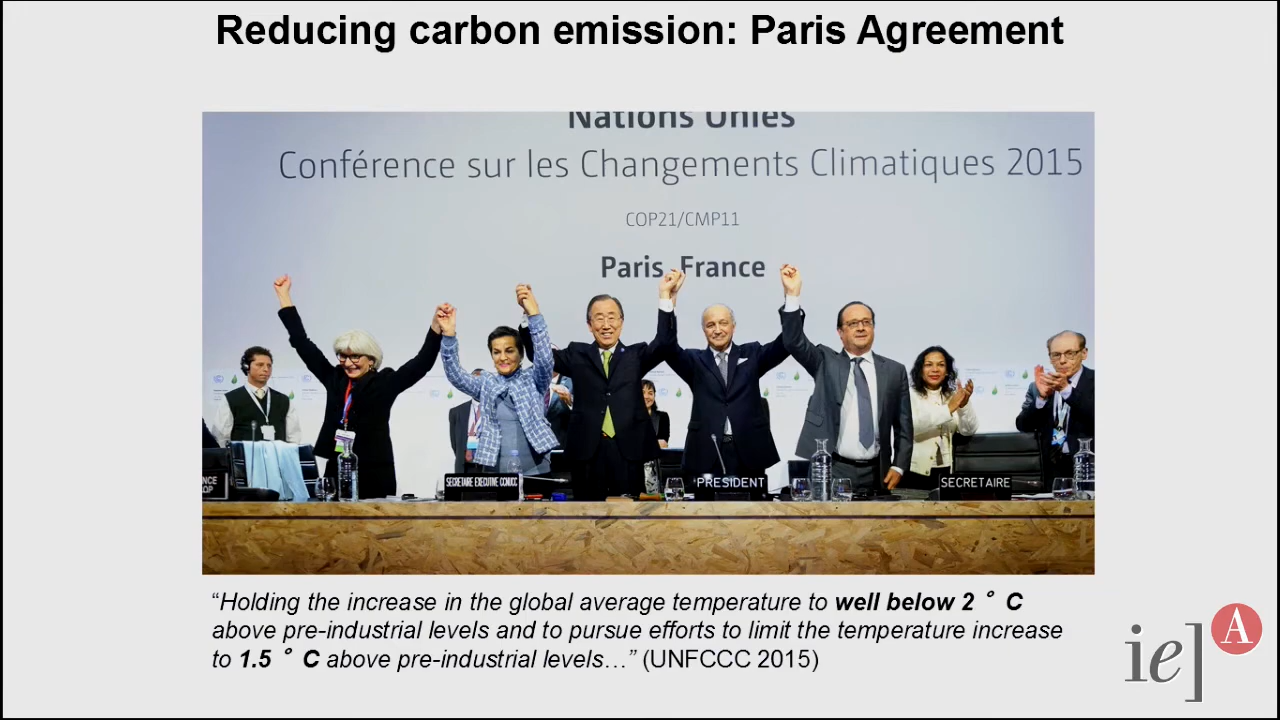 Reducing carbon emission: Paris Agreement
Nations Unies
Conférence sur les Changements Climatiques 2015
COP21/CMP11
Paris, France
NCE
OP
SECRETAIRE EXECUTIVE CCNUCC
PRESIDENT
SECRETAIRE
“Holding the increase in the global average temperature to well below 2 ° C
above pre-industrial levels and to pursue efforts to limit the temperature increase
to 1.5 ° C above pre-industrial levels…” (UNFCCC 2015)
ie] A